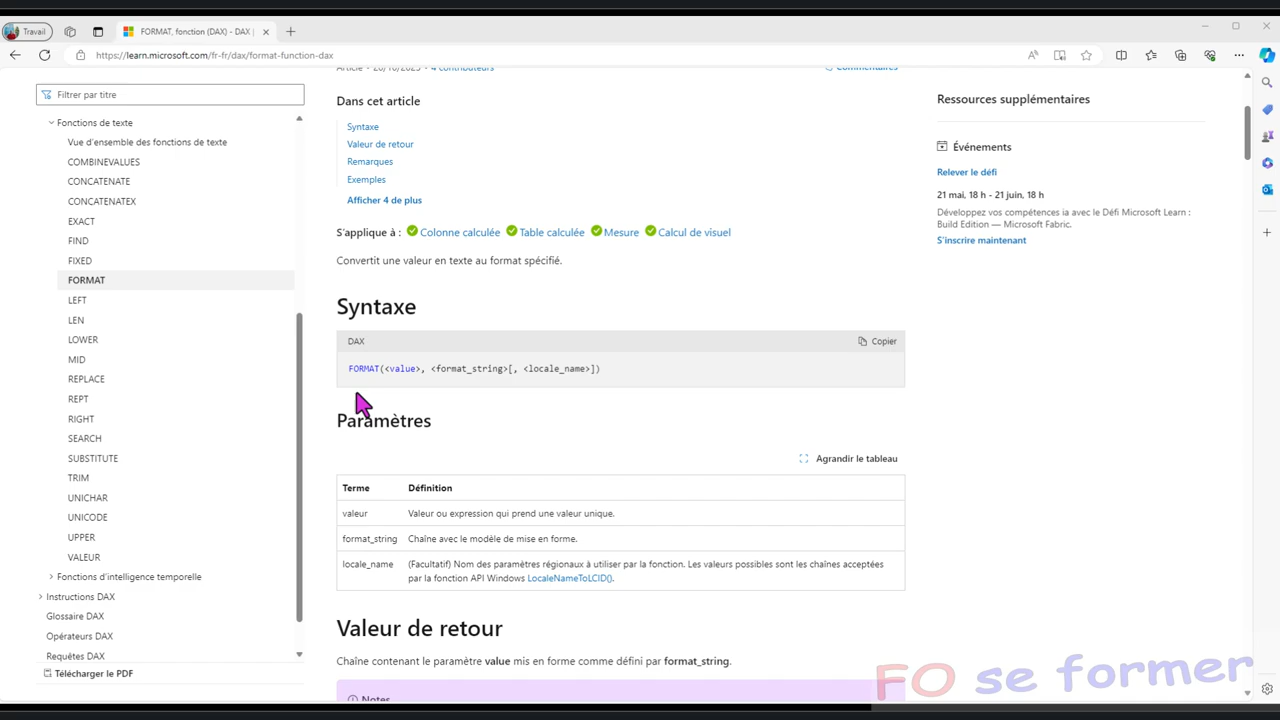 Travail
FORMAT, fonction (DAX) - DAX |
https://learn.microsoft.com/fr-fr/dax/format-function-dax
Filtrer par titre
Fonctions de texte
Vue d'ensemble des fonctions de texte
COMBINEVALUES
CONCATENATE
CONCATENATEX
EXACT
FIND
FIXED
FORMAT
LEFT
LEN
LOWER
MID
REPLACE
REPT
RIGHT
SEARCH
SUBSTITUTE
TRIM
UNICHAR
UNICODE
UPPER
VALEUR
Fonctions d'intelligence temporelle
Instructions DAX
Glossaire DAX
Opérateurs DAX
Requêtes DAX
Télécharger le PDF
Article • 4 contributeurs
Commentaires
Dans cet article
Syntaxe
Valeur de retour
Remarques
Exemples
Afficher 4 de plus
S'applique à : Colonne calculée Table calculée Mesure Calcul de visuel
Convertit une valeur en texte au format spécifié.
Syntaxe
DAX
Copier
FORMAT(<value>, <format_string>[, <locale_name>])
Paramètres
Agrandir le tableau
Terme Définition
valeur Valeur ou expression qui prend une valeur unique.
format_string Chaîne avec le modèle de mise en forme.
locale_name (Facultatif) Nom des paramètres régionaux à utiliser par la fonction. Les valeurs possibles sont les chaînes acceptées
par la fonction API Windows LocaleNameToLCID().
Valeur de retour
Chaîne contenant le paramètre value mis en forme comme défini par format_string.
Notes
Ressources supplémentaires
Événements
Relever le défi
21 mai, 18 h - 21 juin, 18 h
Développez vos compétences ia avec le Défi Microsoft Learn :
Build Edition — Microsoft Fabric.
S'inscrire maintenant
FO se former